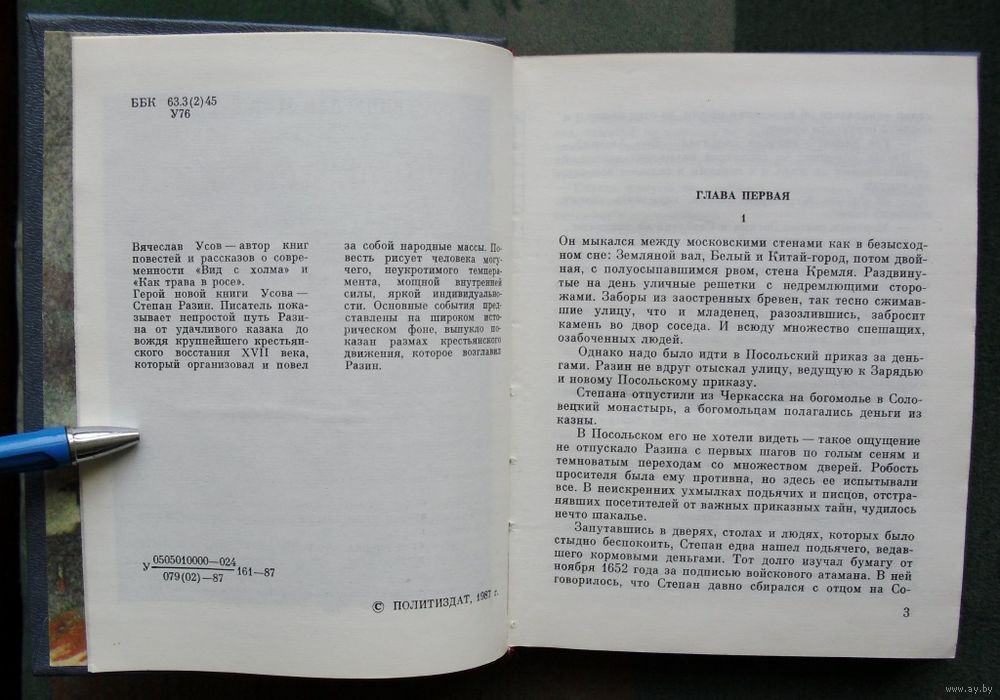 ББК 63.3(2)45
У76
Вячеслав Усов — автор книг
повестей и рассказов о совре-
менности «Вид с холма» и
«Как трава в росе».
Герой новой книги Усова —
Степан Разин. Писатель пока-
зывает непростой путь Рази-
на от удачливого казака до
вождя крупнейшего крестьян-
ского восстания XVII века,
который организовал и повел
за собой народные массы. По-
весть рисует человека могу-
чего, неукротимого темпера-
мента, мощной внутренней
силы, яркой индивидуально-
сти. Основные события пред-
ставлены на широком исто-
рическом фоне, выпукло по-
казан размах крестьянского
движения, которое возглавил
Разин.
У 0505010000—024
079(02)—87 161—87
© ПОЛИТИЗДАТ, 1987 г.
ГЛАВА ПЕРВАЯ
1
Он мыкался между московскими стенами как в безысход-
ном сне: Земляной вал, Белый и Китай-город, потом двой-
ная, с полуосыпавшимся рвом, стена Кремля. Раздвину-
тые на день уличные решетки с недремлющими сторо-
жами. Заборы из заостренных бревен, так тесно сжимав-
шие улицу, что и младенец, разозлившись, забросит
камень во двор соседа. И всюду множество спешащих,
озабоченных людей.
Однако надо было идти в Посольский приказ за день-
гами. Разин не вдруг отыскал улицу, ведущую к Зарядью
и новому Посольскому приказу.
Степана отпустили из Черкасска на богомолье в Соло-
вецкий монастырь, а богомольцам полагались деньги из
казны.
В Посольском его не хотели видеть — такое ощущение
не отпускало Разина с первых шагов по голым сеням и
темноватым переходам со множеством дверей. Робость
просителя была ему противна, но здесь ее испытывали
все. В неискренних ухмылках подьячих и писцов, отстра-
нявших посетителей от важных приказных тайн, чудилось
нечто шакалье.
Запутавшись в дверях, столах и людях, которых было
стыдно беспокоить, Степан едва нашел подьячего, ведав-
шего кормовыми деньгами. Тот долго изучал бумагу от
ноября 1652 года за подписью войскового атамана. В ней
говорилось, что Степан давно сбирался с отцом на Со-
3
www.ay.by